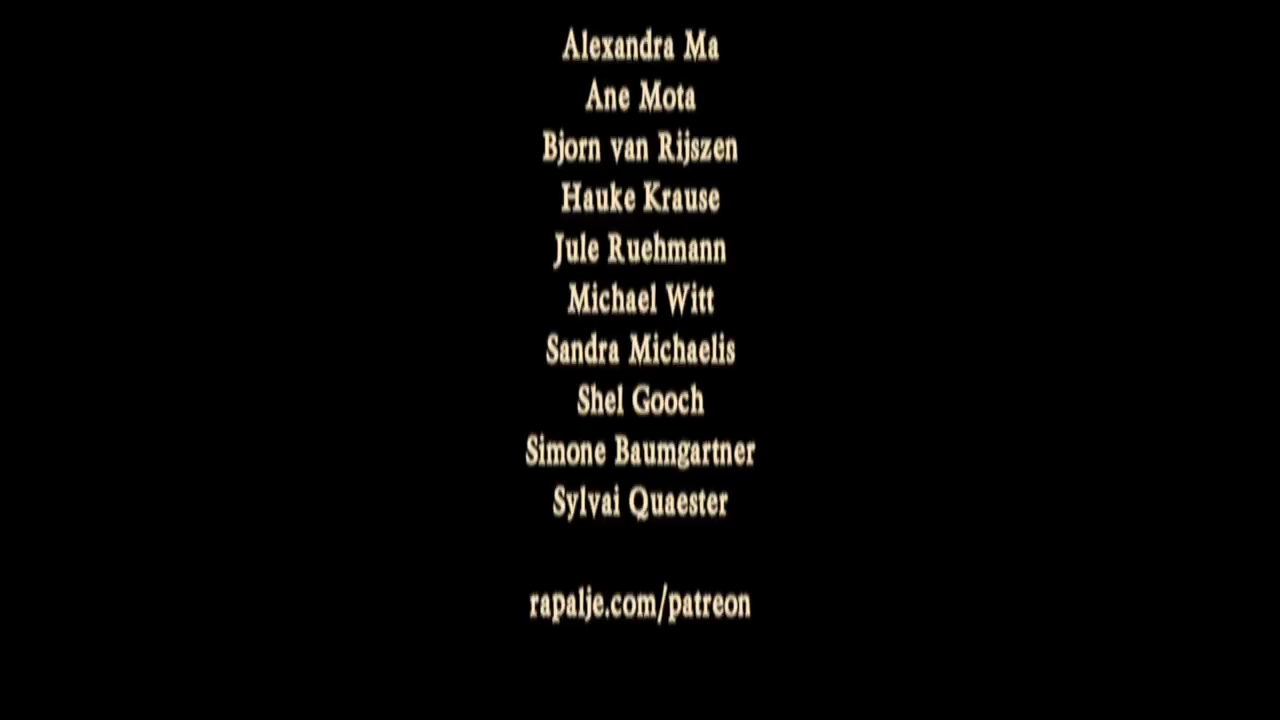 Alexandra Ma
Ane Mota
Bjorn van Rijszen
Hauke Krause
Jule Ruehmann
Michael Witt
Sandra Michaelis
Shel Gooch
Simone Baumgartner
Sylvai Quaester
rapalje.com/patreon